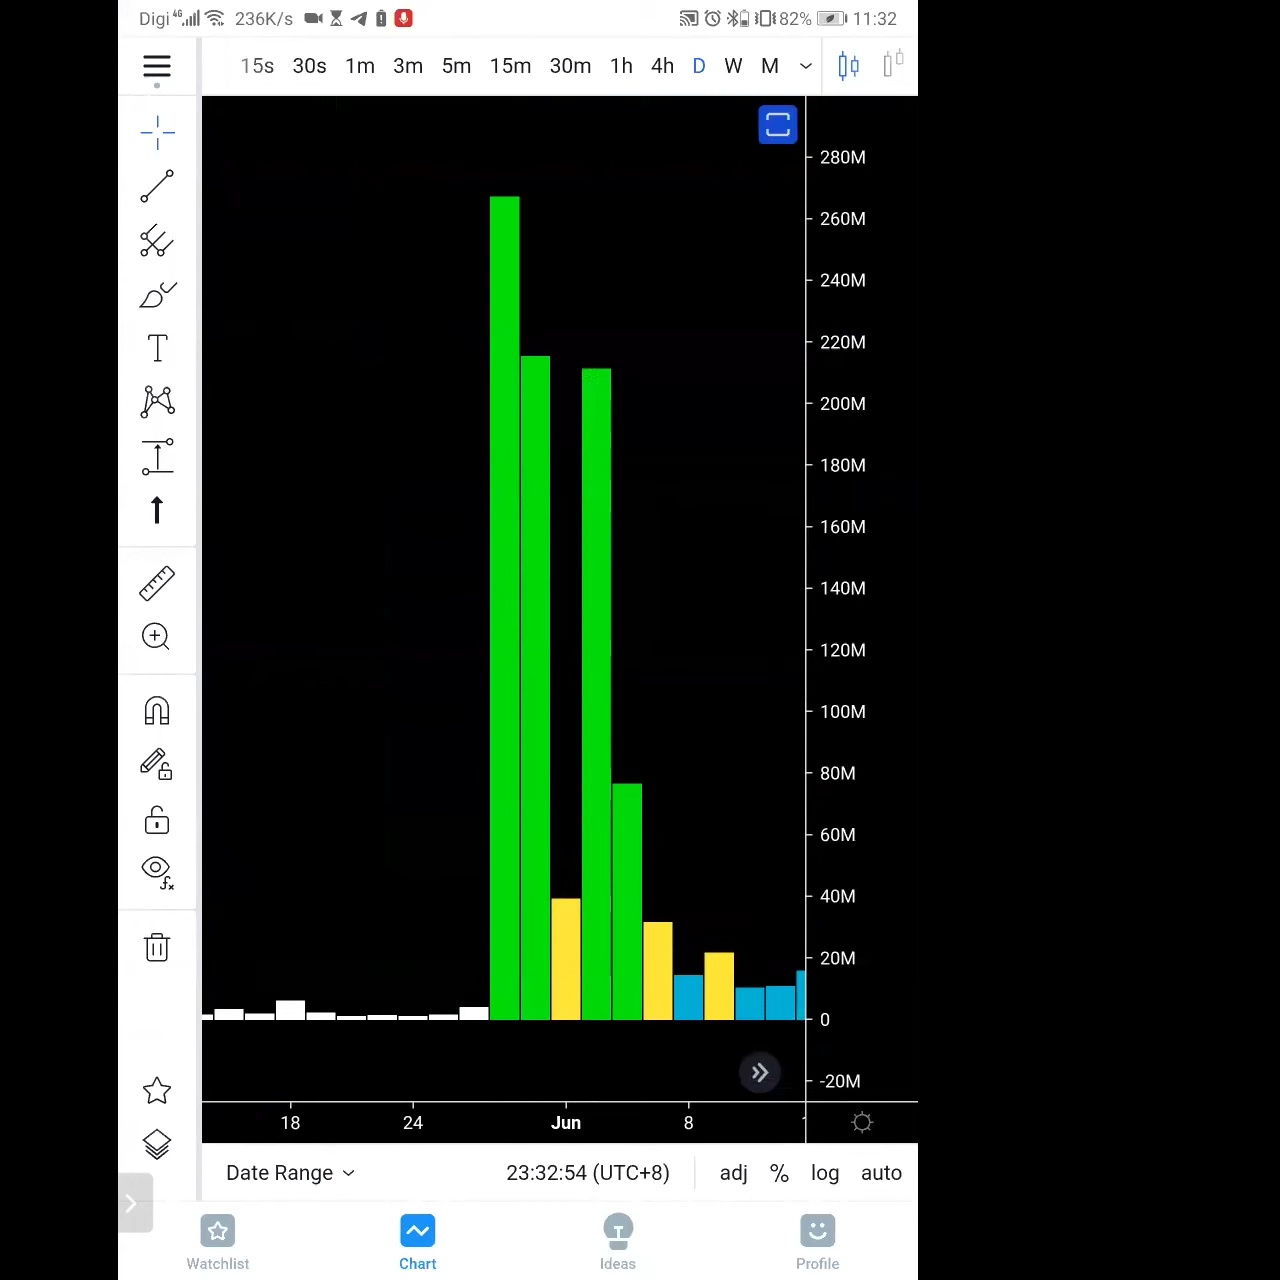 Digi 4G 236K/s 82% 11:32
15s 30s 1m 3m 5m 15m 30m 1h 4h D W M
280M
260M
240M
220M
200M
180M
160M
140M
120M
100M
80M
60M
40M
20M
0
-20M
18 24 Jun 8
Date Range 23:32:54 (UTC+8) adj % log auto
Watchlist Chart Ideas Profile